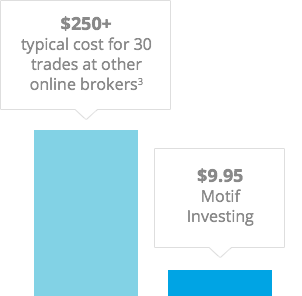 $250+
typical cost for 30
trades at other
online brokers³
$9.95
Motif
Investing